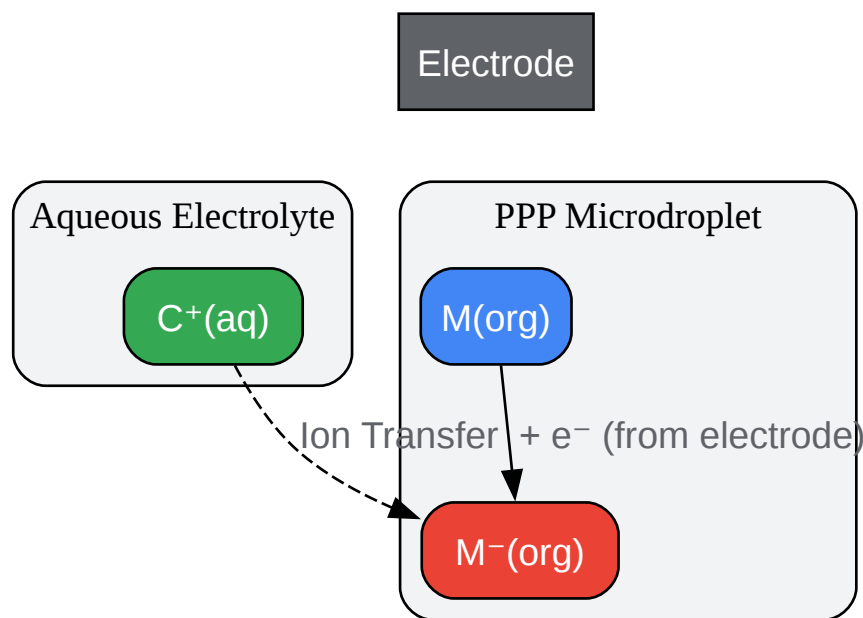 Electrode
Aqueous Electrolyte
PPP Microdroplet
C⁺(aq)
M(org)
Ion Transfer
+ e⁻ (from electrode)
M⁻(org)